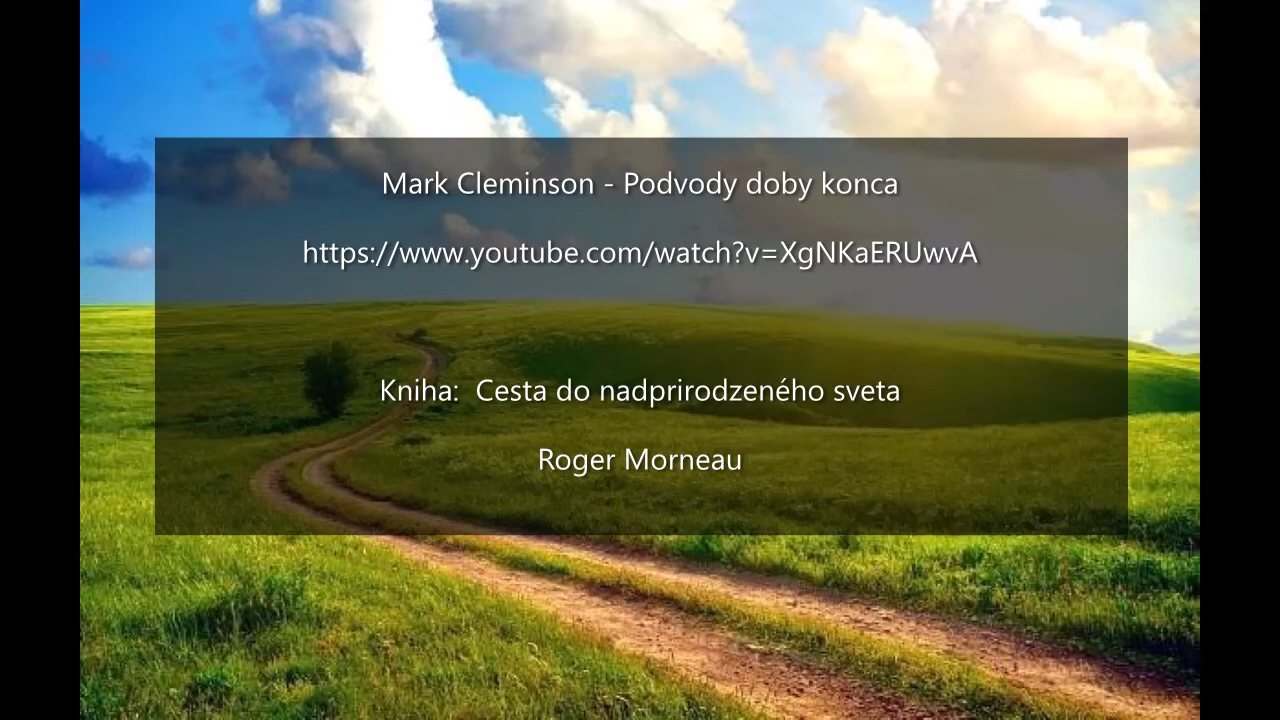 Mark Cleminson - Podvody doby konca
https://www.youtube.com/watch?v=XgNKaERUwvA
Kniha:  Cesta do nadprirodzeného sveta
Roger Morneau